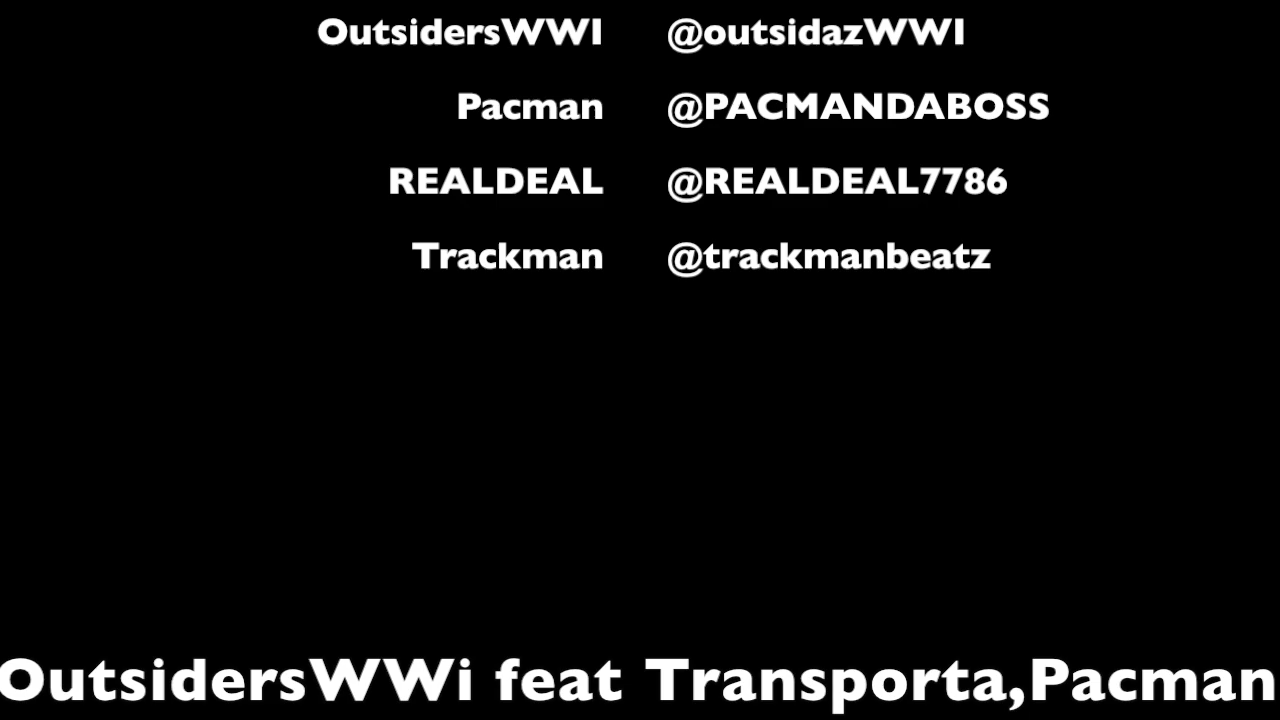 OutsidersWWI @outsidazWWI
Pacman @PACMANDABOSS
REALDEAL @REALDEAL7786
Trackman @trackmanbeatz
OutsidersWWi feat Transporta,Pacman